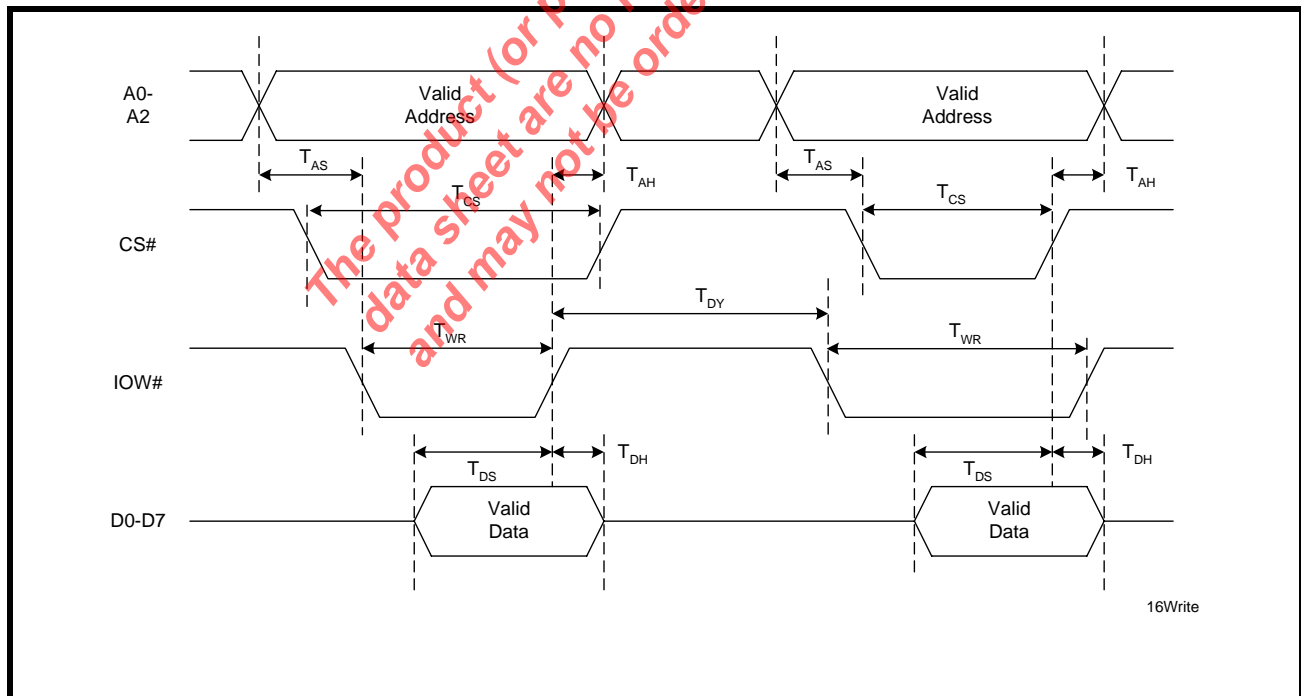 The product (or p
data sheet are no
and may not be orde
A0-
A2
Valid
Address
Valid
Address
TAS
TAH
TAS
TAH
TCS
TCS
CS#
TDY
TWR
TWR
IOW#
TDS
TDH
TDS
TDH
D0-D7
Valid
Data
Valid
Data
16Write